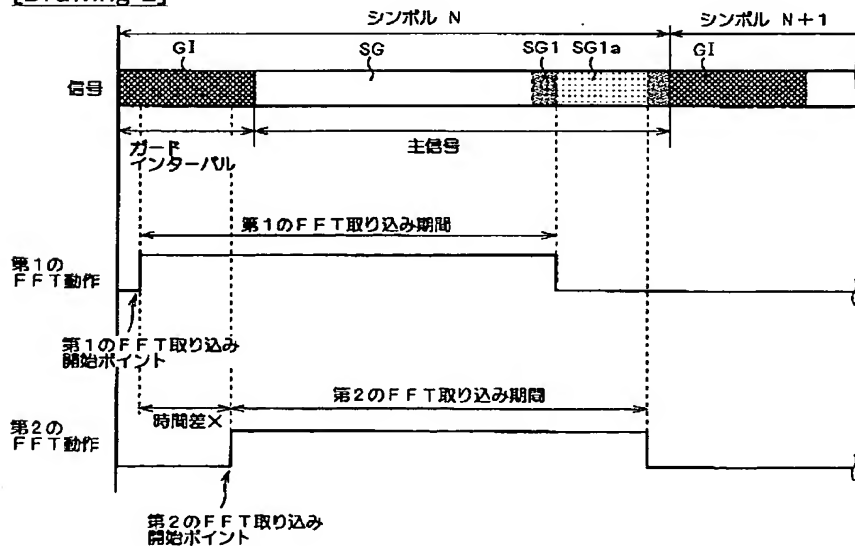 シンボル N
シンボル N+1
GI
SG
SG1
SG1a
GI
信号
ガード
インターバル
主信号
第1のFFT取り込み期間
第1の
FFT動作
第1のFFT取り込み
開始ポイント
第2のFFT取り込み期間
時間差X
第2の
FFT動作
第2のFFT取り込み
開始ポイント